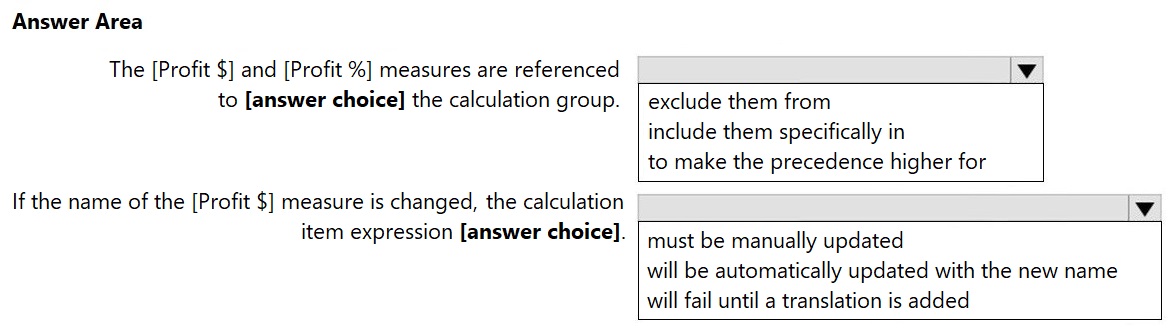 Answer Area
The [Profit $] and [Profit %] measures are referenced
to [answer choice] the calculation group.
exclude them from
include them specifically in
to make the precedence higher for
If the name of the [Profit $] measure is changed, the calculation
item expression [answer choice].
must be manually updated
will be automatically updated with the new name
will fail until a translation is added